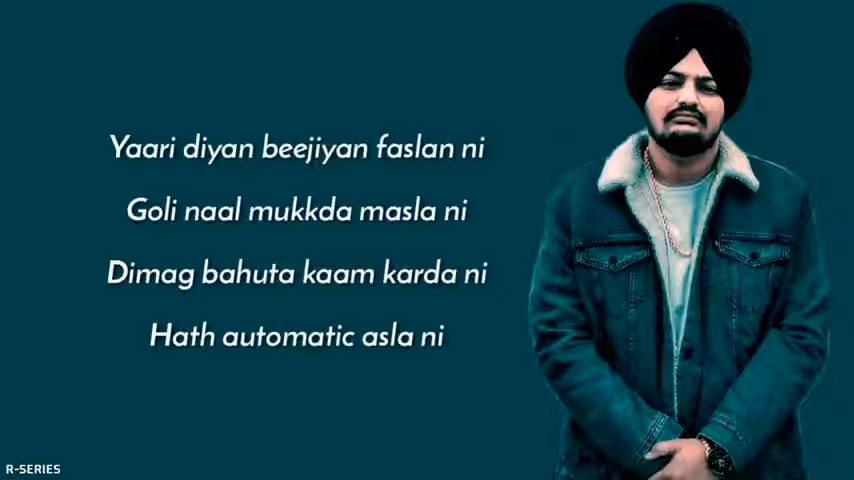 Yaari diyan beejiyan faslan ni
Goli naal mukkda masla ni
Dimag bahuta kaam karda ni
Hath automatic asla ni
R-SERIES